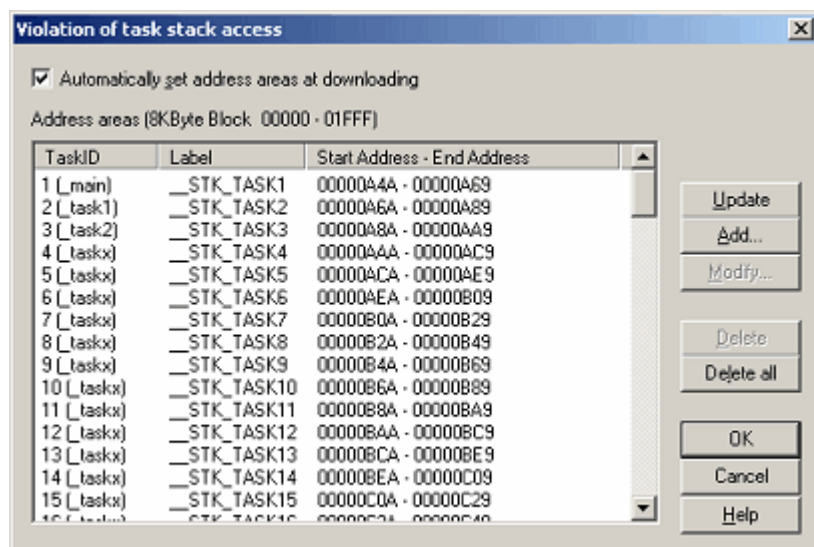 Violation of task stack access
Automatically set address areas at downloading
Address areas (8KByte Block 00000 - 01FFF)
TaskID Label Start Address - End Address
1 (_main) __STK_TASK1 00000A4A - 00000A69
2 (_task1) __STK_TASK2 00000A6A - 00000A89
3 (_task2) __STK_TASK3 00000A8A - 00000AA9
4 (_taskx) __STK_TASK4 00000AAA - 00000AC9
5 (_taskx) __STK_TASK5 00000ACA - 00000AE9
6 (_taskx) __STK_TASK6 00000AEA - 00000B09
7 (_taskx) __STK_TASK7 00000B0A - 00000B29
8 (_taskx) __STK_TASK8 00000B2A - 00000B49
9 (_taskx) __STK_TASK9 00000B4A - 00000B69
10 (_taskx) __STK_TASK10 00000B6A - 00000B89
11 (_taskx) __STK_TASK11 00000B8A - 00000BA9
12 (_taskx) __STK_TASK12 00000BAA - 00000BC9
13 (_taskx) __STK_TASK13 00000BCA - 00000BE9
14 (_taskx) __STK_TASK14 00000BEA - 00000C09
15 (_taskx) __STK_TASK15 00000C0A - 00000C29
Update
Add...
Modify...
Delete
Delete all
OK
Cancel
Help